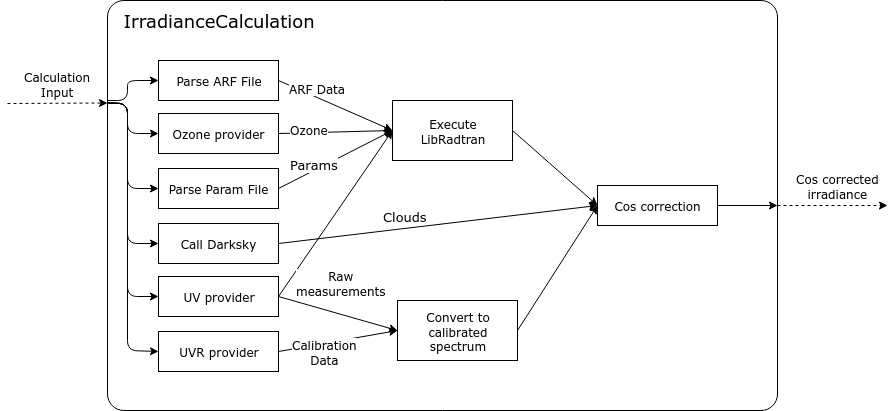 IrradianceCalculation
Calculation
Input
Parse ARF File
ARF Data
Ozone provider
Ozone
Parse Param File
Params
Execute
LibRadtran
Call Darksky
Clouds
UV provider
Raw
measurements
UVR provider
Calibration
Data
Convert to
calibrated
spectrum
Cos correction
Cos corrected
irradiance